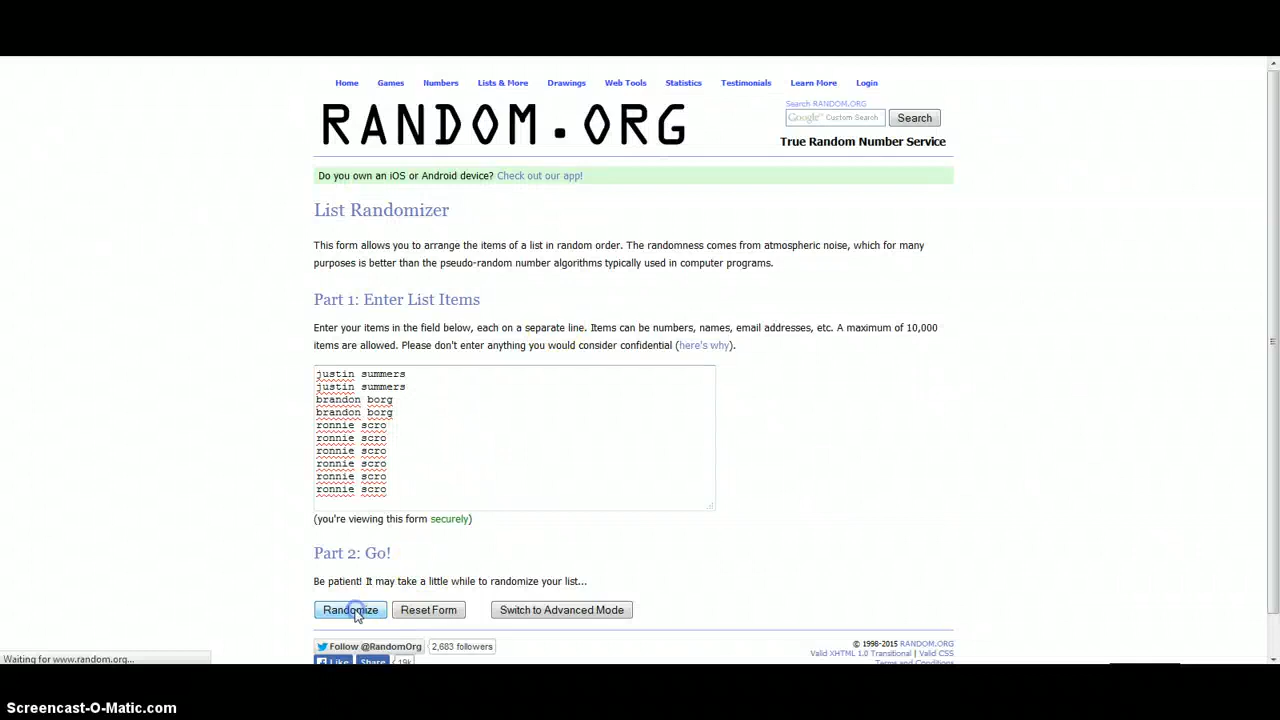 Home Games Numbers Lists & More Drawings Web Tools Statistics Testimonials Learn More Login
RANDOM.ORG
Search RANDOM.ORG
Google™ Custom Search Search
True Random Number Service
Do you own an iOS or Android device? Check out our app!
List Randomizer
This form allows you to arrange the items of a list in random order. The randomness comes from atmospheric noise, which for many
purposes is better than the pseudo-random number algorithms typically used in computer programs.
Part 1: Enter List Items
Enter your items in the field below, each on a separate line. Items can be numbers, names, email addresses, etc. A maximum of 10,000
items are allowed. Please don't enter anything you would consider confidential (here's why).
justin summers
justin summers
brandon borg
brandon borg
ronnie scro
ronnie scro
ronnie scro
ronnie scro
ronnie scro
ronnie scro
(you're viewing this form securely)
Part 2: Go!
Be patient! It may take a little while to randomize your list...
Randomize Reset Form Switch to Advanced Mode
Follow @RandomOrg 2,683 followers
Like Share 19k
© 1998-2015 RANDOM.ORG
Valid XHTML 1.0 Transitional | Valid CSS
Terms and Conditions
Waiting for www.random.org...
Screencast-O-Matic.com